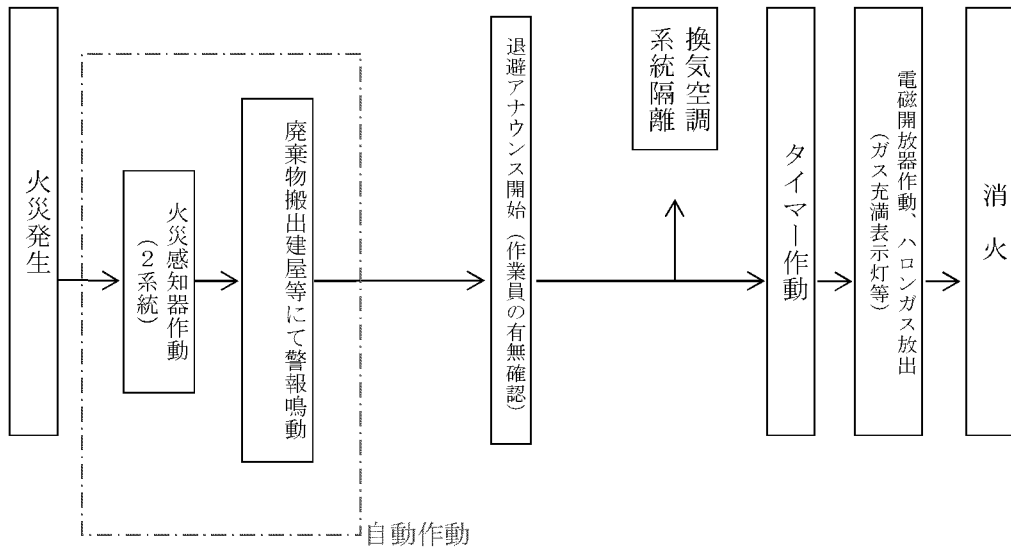 火災発生
火災感知器作動
(2系統)
廃棄物搬出建屋等にて警報鳴動
自動作動
退避アナウンス開始(作業員の有無確認)
換気空調
系統隔離
タイマー作動
電磁開放器作動、ハロンガス放出
(ガス充満表示灯等)
消火